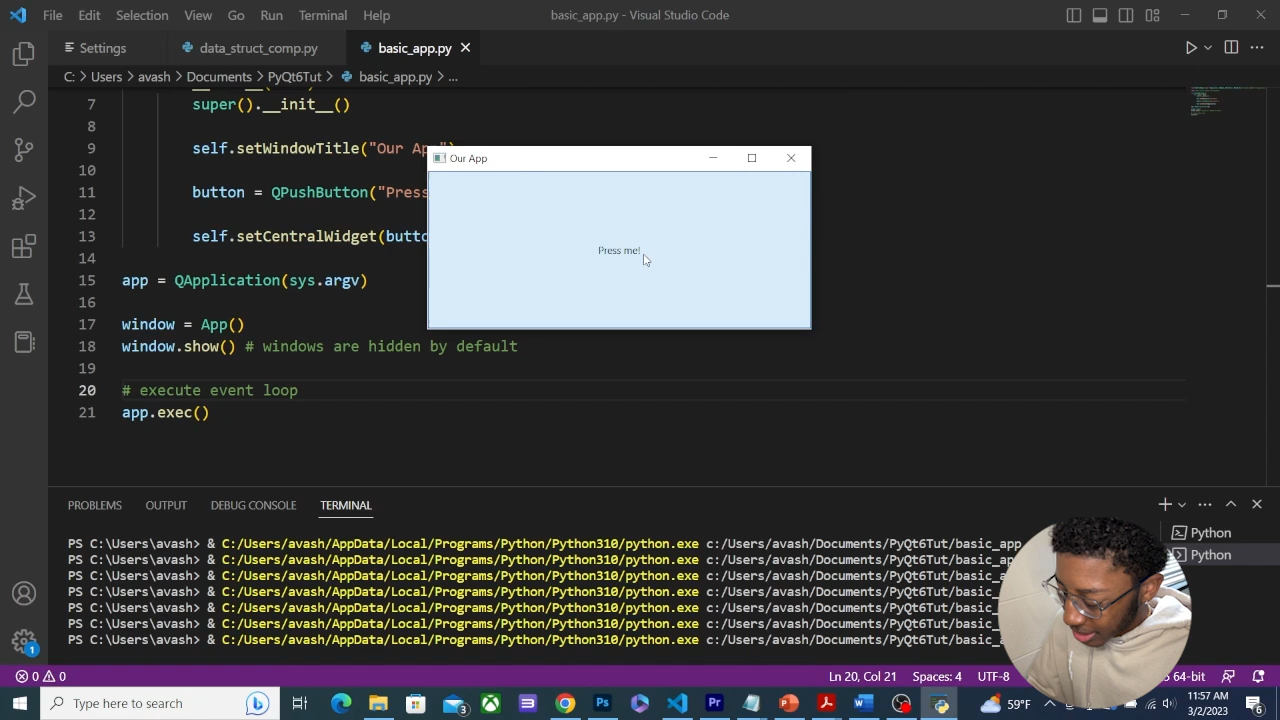 File Edit Selection View Go Run Terminal Help basic_app.py - Visual Studio Code
Settings data_struct_comp.py basic_app.py
C: > Users > avash > Documents > PyQt6Tut > basic_app.py > ...
7 super().__init__()
8
9 self.setWindowTitle("Our Ap
10
11 button = QPushButton("Press
12
13 self.setCentralWidget(butto
14
15 app = QApplication(sys.argv)
16
17 window = App()
18 window.show() # windows are hidden by default
19
20 # execute event loop
21 app.exec()
Our App
Press me!
PROBLEMS OUTPUT DEBUG CONSOLE TERMINAL
PS C:\Users\avash> & C:/Users/avash/AppData/Local/Programs/Python/Python310/python.exe c:/Users/avash/Documents/PyQt6Tut/basic_app
PS C:\Users\avash> & C:/Users/avash/AppData/Local/Programs/Python/Python310/python.exe c:/Users/avash/Documents/PyQt6Tut/basic_app
PS C:\Users\avash> & C:/Users/avash/AppData/Local/Programs/Python/Python310/python.exe c:/Users/avash/Documents/PyQt6Tut/basic_ap
PS C:\Users\avash> & C:/Users/avash/AppData/Local/Programs/Python/Python310/python.exe c:/Users/avash/Documents/PyQt6Tut/basic_a
PS C:\Users\avash> & C:/Users/avash/AppData/Local/Programs/Python/Python310/python.exe c:/Users/avash/Documents/PyQt6Tut/basic_
PS C:\Users\avash> & C:/Users/avash/AppData/Local/Programs/Python/Python310/python.exe c:/Users/avash/Documents/PyQt6Tut/basic_
PS C:\Users\avash> & C:/Users/avash/AppData/Local/Programs/Python/Python310/python.exe c:/Users/avash/Documents/PyQt6Tut/basic_
Python
Python
1
0 0 Ln 20, Col 21 Spaces: 4 UTF-8 64-bit
Type here to search 3 59°F 11:57 AM
3/2/2023 6